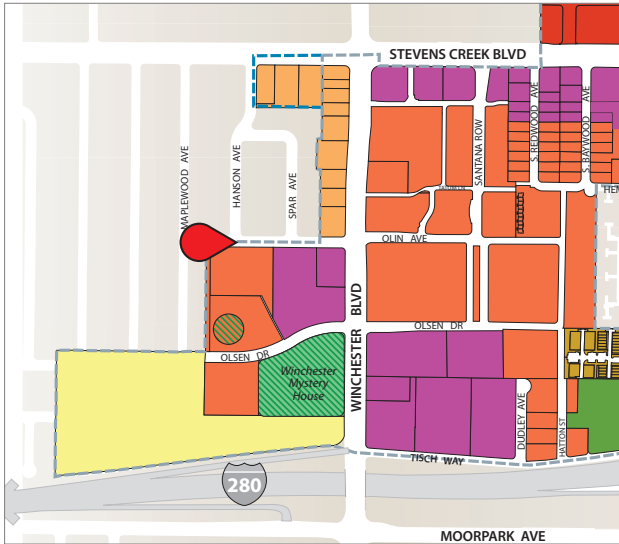 STEVENS CREEK BLVD
MAPLEWOOD AVE
HANSON AVE
SPAR AVE
SANTANA ROW
S. REDWOOD AVE
S. BAYWOOD AVE
HEM
OLIN AVE
WINCHESTER BLVD
OLSEN DR
OLSEN DR
Winchester
Mystery
House
DUDLEY AVE
HATTON ST
TISCH WAY
280
MOORPARK AVE